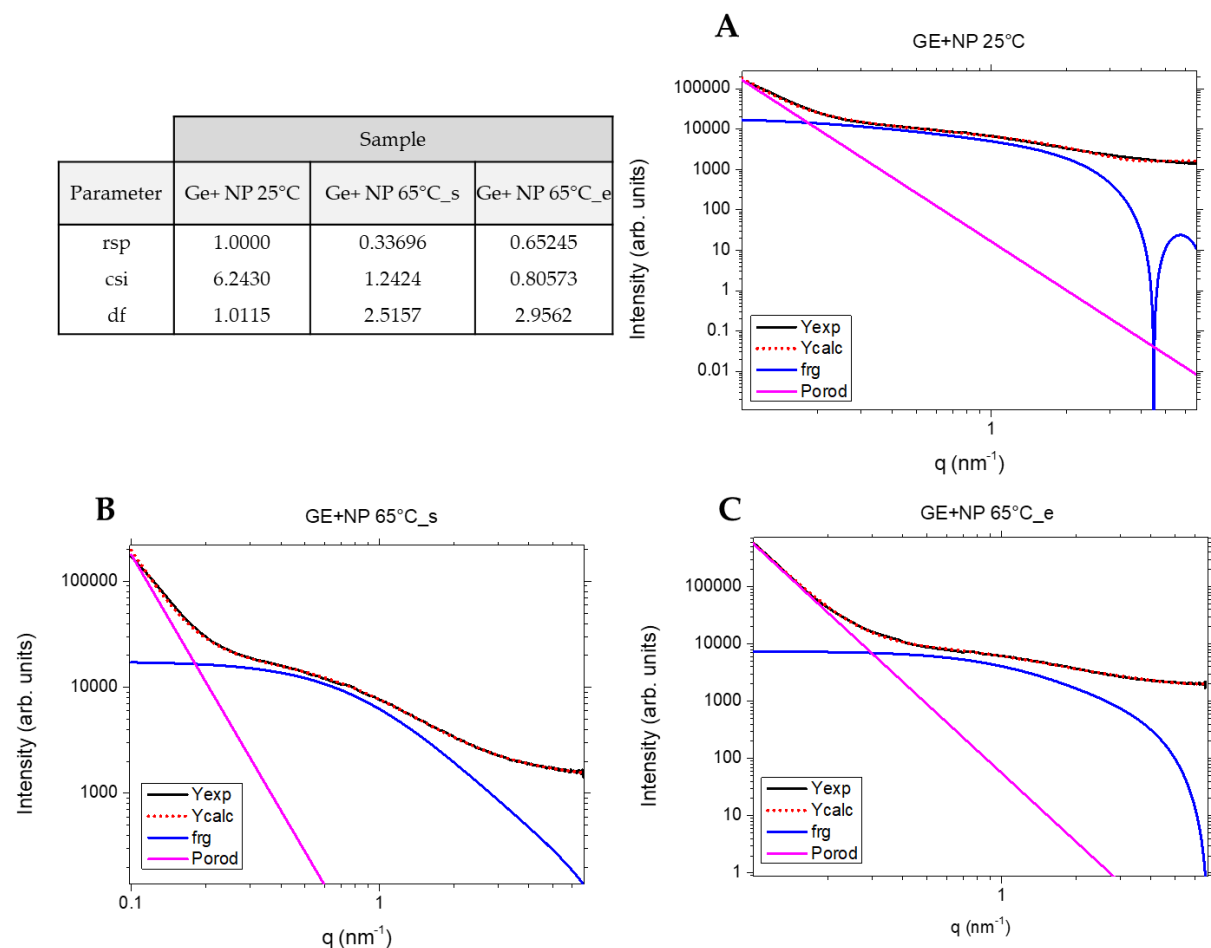 Sample
Parameter Ge+ NP 25°C Ge+ NP 65°C_s Ge+ NP 65°C_e
rsp 1.0000 0.33696 0.65245
csi 6.2430 1.2424 0.80573
df 1.0115 2.5157 2.9562
A
GE+NP 25°C
Intensity (arb. units)
100000
10000
1000
100
10
1
0.1
0.01
Yexp
Ycalc
frg
Porod
1
q (nm-1)
B
GE+NP 65°C_s
Intensity (arb. units)
100000
10000
1000
Yexp
Ycalc
frg
Porod
0.1 1
q (nm-1)
C
GE+NP 65°C_e
Intensity (arb. units)
100000
10000
1000
100
10
1
Yexp
Ycalc
frg
Porod
1
q (nm-1)